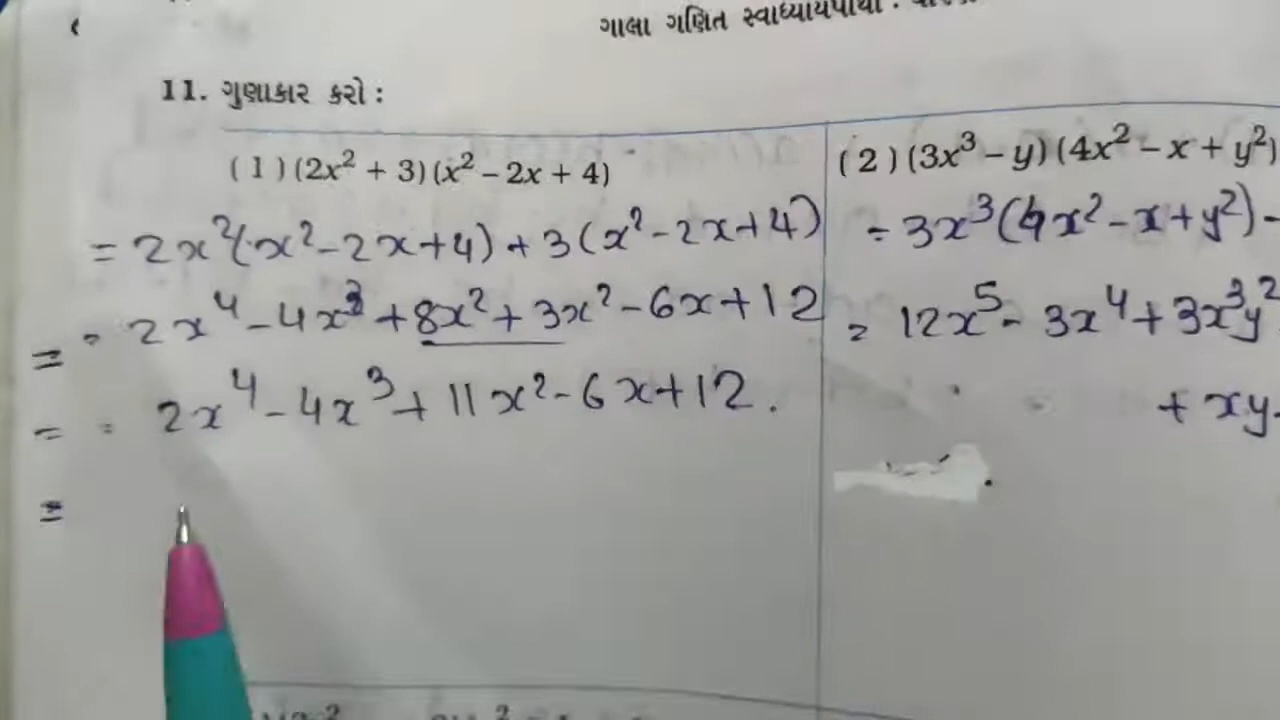 ગાલા ગણિત સ્વાધ્યાયપોથી :
11. ગુણાકાર કરો :
(1) (2x² + 3) (x² – 2x + 4)
= 2x²(x² – 2x + 4) + 3(x² – 2x + 4)
= 2x⁴ – 4x³ + 8x² + 3x² – 6x + 12
= 2x⁴ – 4x³ + 11x² – 6x + 12.
=
(2) (3x³ – y) (4x² – x + y²)
= 3x³(4x² – x + y²) –
= 12x⁵ – 3x⁴ + 3x³y²
+ xy